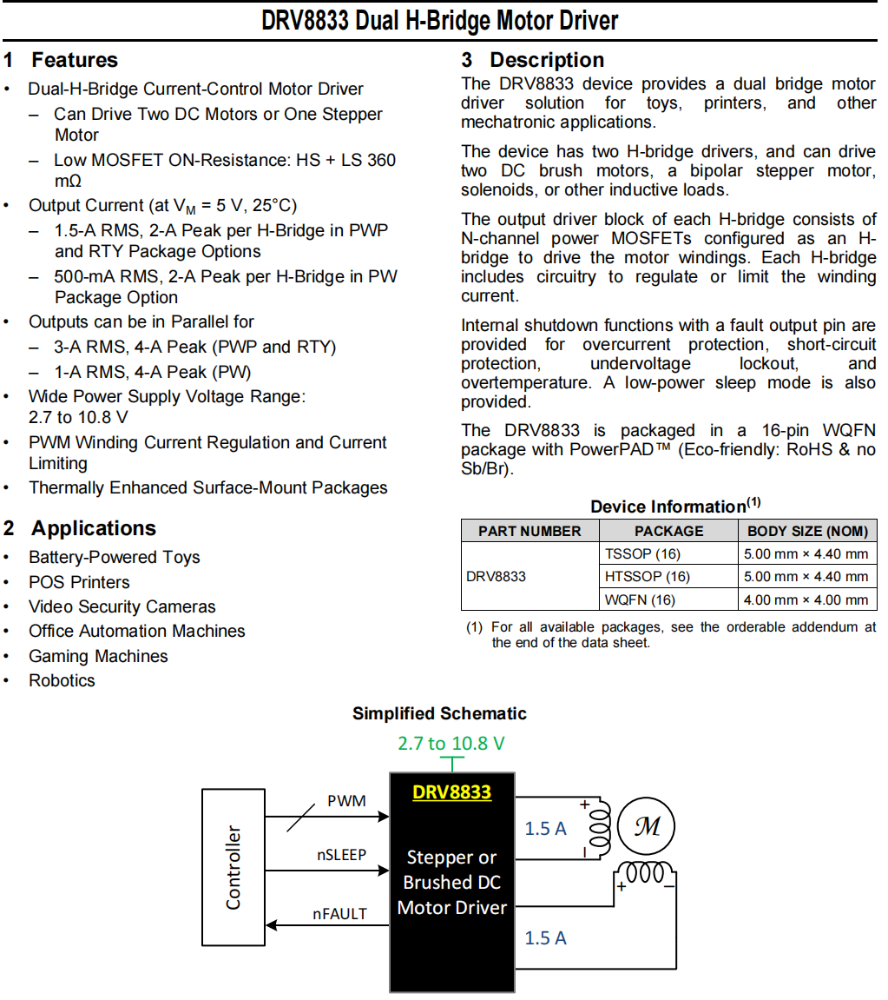 DRV8833 Dual H-Bridge Motor Driver
1 Features
• Dual-H-Bridge Current-Control Motor Driver
– Can Drive Two DC Motors or One Stepper
Motor
– Low MOSFET ON-Resistance: HS + LS 360
mΩ
• Output Current (at VM = 5 V, 25°C)
– 1.5-A RMS, 2-A Peak per H-Bridge in PWP
and RTY Package Options
– 500-mA RMS, 2-A Peak per H-Bridge in PW
Package Option
• Outputs can be in Parallel for
– 3-A RMS, 4-A Peak (PWP and RTY)
– 1-A RMS, 4-A Peak (PW)
• Wide Power Supply Voltage Range:
2.7 to 10.8 V
• PWM Winding Current Regulation and Current
Limiting
• Thermally Enhanced Surface-Mount Packages
2 Applications
• Battery-Powered Toys
• POS Printers
• Video Security Cameras
• Office Automation Machines
• Gaming Machines
• Robotics
3 Description
The DRV8833 device provides a dual bridge motor
driver solution for toys, printers, and other
mechatronic applications.
The device has two H-bridge drivers, and can drive
two DC brush motors, a bipolar stepper motor,
solenoids, or other inductive loads.
The output driver block of each H-bridge consists of
N-channel power MOSFETs configured as an H-
bridge to drive the motor windings. Each H-bridge
includes circuitry to regulate or limit the winding
current.
Internal shutdown functions with a fault output pin are
provided for overcurrent protection, short-circuit
protection, undervoltage lockout, and
overtemperature. A low-power sleep mode is also
provided.
The DRV8833 is packaged in a 16-pin WQFN
package with PowerPAD™ (Eco-friendly: RoHS & no
Sb/Br).
Device Information(1)
PART NUMBER PACKAGE BODY SIZE (NOM)
DRV8833
TSSOP (16) 5.00 mm × 4.40 mm
HTSSOP (16) 5.00 mm × 4.40 mm
WQFN (16) 4.00 mm × 4.00 mm
(1) For all available packages, see the orderable addendum at
the end of the data sheet.
Simplified Schematic
2.7 to 10.8 V
Controller
PWM
nSLEEP
nFAULT
DRV8833
Stepper or
Brushed DC
Motor Driver
1.5 A
+
–
M
+ –
1.5 A